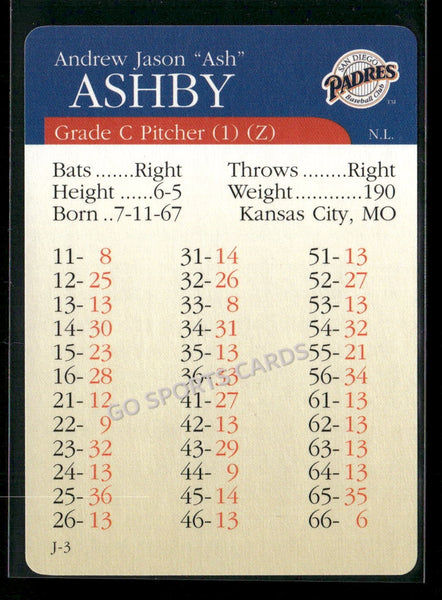 Andrew Jason “Ash”
ASHBY
SAN DIEGO
PADRES
Baseball Club
TM
Grade C Pitcher (1) (Z)
N.L.
Bats .......Right Throws ........Right
Height ......6-5 Weight............190
Born ..7-11-67 Kansas City, MO
11- 8 31-14 51-13
12-25 32-26 52-27
13-13 33- 8 53-13
14-30 34-31 54-32
15-23 35-13 55-21
16-28 36-33 56-34
21-12 41-27 61-13
22- 9 42-13 62-13
23-32 43-29 63-13
24-13 44- 9 64-13
25-36 45-14 65-35
26-13 46-13 66- 6
GO SPORTS CARDS
J-3